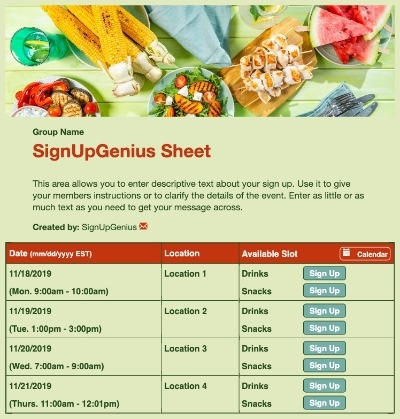 Group Name
SignUpGenius Sheet
This area allows you to enter descriptive text about your sign up. Use it to give
your members instructions or to clarify the details of the event. Enter as little or as
much text as you need to get your message across.
Created by: SignUpGenius
Date (mm/dd/yyyy EST) Location Available Slot Calendar
11/18/2019 Location 1 Drinks Sign Up
(Mon. 9:00am - 10:00am) Snacks Sign Up
11/19/2019 Location 2 Drinks Sign Up
(Tue. 1:00pm - 3:00pm) Snacks Sign Up
11/20/2019 Location 3 Drinks Sign Up
(Wed. 7:00am - 9:00am) Snacks Sign Up
11/21/2019 Location 4 Drinks Sign Up
(Thurs. 11:00am - 12:01pm) Snacks Sign Up